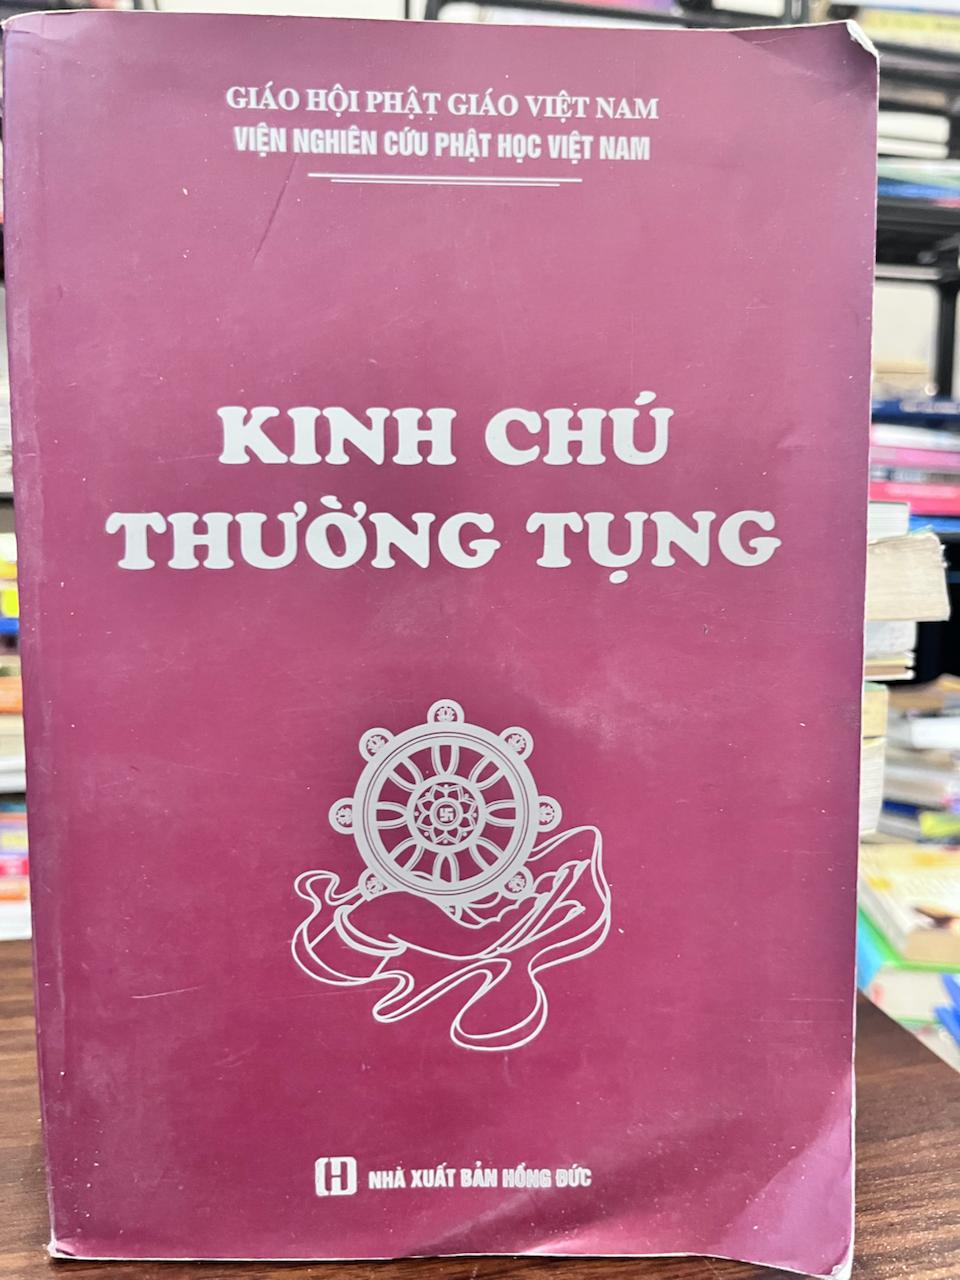 GIÁO HỘI PHẬT GIÁO VIỆT NAM
VIỆN NGHIÊN CỨU PHẬT HỌC VIỆT NAM
KINH CHÚ
THƯỜNG TỤNG
NHÀ XUẤT BẢN HỒNG ĐỨC